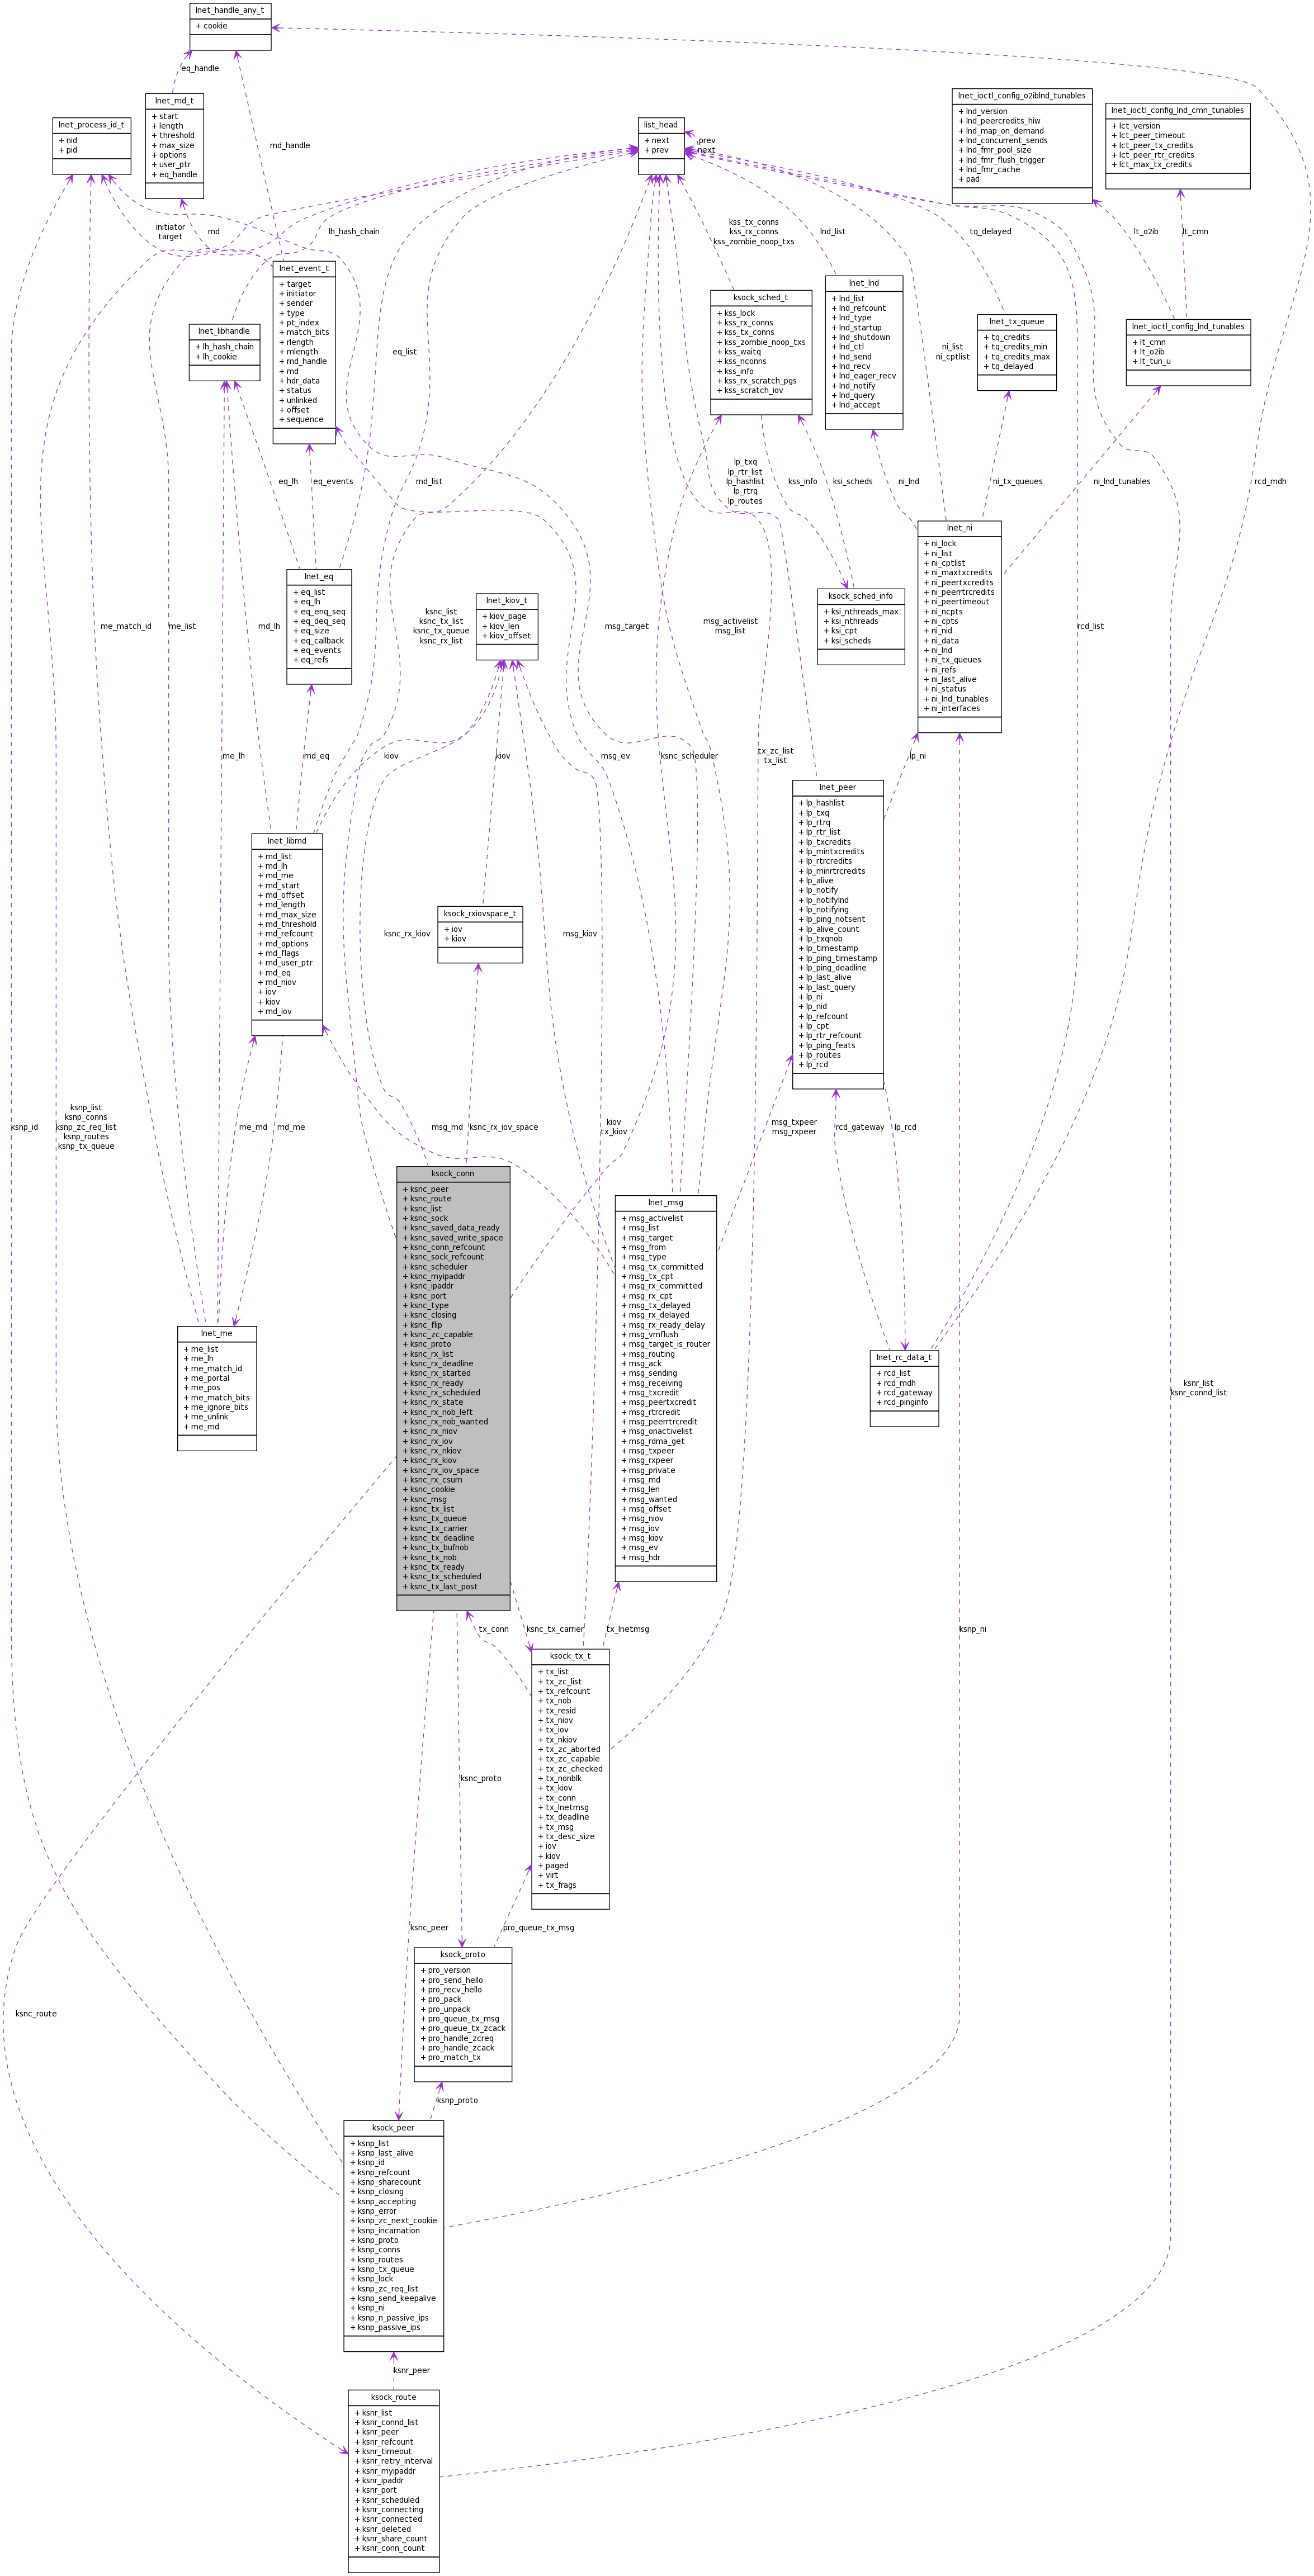 lnet_handle_any_t
+ cookie
eq_handle
lnet_md_t
+ start
+ length
+ threshold
+ max_size
+ options
+ user_ptr
+ eq_handle
lnet_process_id_t
+ nid
+ pid
list_head
+ next
+ prev
prev
next
lnet_ioctl_config_o2iblnd_tunables
+ lnd_version
+ lnd_peercredits_hiw
+ lnd_map_on_demand
+ lnd_concurrent_sends
+ lnd_fmr_pool_size
+ lnd_fmr_flush_trigger
+ lnd_fmr_cache
+ pad
lnet_ioctl_config_lnd_cmn_tunables
+ lct_version
+ lct_peer_timeout
+ lct_peer_tx_credits
+ lct_peer_rtr_credits
+ lct_max_tx_credits
md_handle
initiator
target
md
lh_hash_chain
kss_tx_conns
kss_rx_conns
kss_zombie_noop_txs
lnd_list
tq_delayed
lt_o2ib
lt_cmn
lnet_event_t
+ target
+ initiator
+ sender
+ type
+ pt_index
+ match_bits
+ rlength
+ mlength
+ md_handle
+ md
+ hdr_data
+ status
+ unlinked
+ offset
+ sequence
lnet_libhandle
+ lh_hash_chain
+ lh_cookie
ksock_sched_t
+ kss_lock
+ kss_rx_conns
+ kss_tx_conns
+ kss_zombie_noop_txs
+ kss_waitq
+ kss_nconns
+ kss_info
+ kss_rx_scratch_pgs
+ kss_scratch_iov
lnet_lnd
+ lnd_list
+ lnd_refcount
+ lnd_type
+ lnd_startup
+ lnd_shutdown
+ lnd_ctl
+ lnd_send
+ lnd_recv
+ lnd_eager_recv
+ lnd_notify
+ lnd_query
+ lnd_accept
lnet_tx_queue
+ tq_credits
+ tq_credits_min
+ tq_credits_max
+ tq_delayed
lnet_ioctl_config_lnd_tunables
+ lt_cmn
+ lt_o2ib
+ lt_tun_u
eq_list
ni_list
ni_cptlist
eq_lh
eq_events
md_list
lp_txq
lp_rtr_list
lp_hashlist
lp_rtrq
lp_routes
kss_info
ksi_scheds
ni_lnd
ni_tx_queues
ni_lnd_tunables
rcd_mdh
lnet_ni
+ ni_lock
+ ni_list
+ ni_cptlist
+ ni_maxtxcredits
+ ni_peertxcredits
+ ni_peerrtrcredits
+ ni_peertimeout
+ ni_ncpts
+ ni_cpts
+ ni_nid
+ ni_data
+ ni_lnd
+ ni_tx_queues
+ ni_refs
+ ni_last_alive
+ ni_status
+ ni_lnd_tunables
+ ni_interfaces
lnet_eq
+ eq_list
+ eq_lh
+ eq_enq_seq
+ eq_deq_seq
+ eq_size
+ eq_callback
+ eq_events
+ eq_refs
lnet_kiov_t
+ kiov_page
+ kiov_len
+ kiov_offset
ksock_sched_info
+ ksi_nthreads_max
+ ksi_nthreads
+ ksi_cpt
+ ksi_scheds
me_match_id
me_list
md_lh
ksnc_list
ksnc_tx_list
ksnc_tx_queue
ksnc_rx_list
msg_target
msg_activelist
msg_list
rcd_list
me_lh
md_eq
kiov
kiov
msg_ev
ksnc_scheduler
tx_zc_list
tx_list
lp_ni
lnet_peer
+ lp_hashlist
+ lp_txq
+ lp_rtrq
+ lp_rtr_list
+ lp_txcredits
+ lp_mintxcredits
+ lp_rtrcredits
+ lp_minrtrcredits
+ lp_alive
+ lp_notify
+ lp_notifylnd
+ lp_notifying
+ lp_ping_notsent
+ lp_alive_count
+ lp_txqnob
+ lp_timestamp
+ lp_ping_timestamp
+ lp_ping_deadline
+ lp_last_alive
+ lp_last_query
+ lp_ni
+ lp_nid
+ lp_refcount
+ lp_cpt
+ lp_rtr_refcount
+ lp_ping_feats
+ lp_routes
+ lp_rcd
lnet_libmd
+ md_list
+ md_lh
+ md_me
+ md_start
+ md_offset
+ md_length
+ md_max_size
+ md_threshold
+ md_refcount
+ md_options
+ md_flags
+ md_user_ptr
+ md_eq
+ md_niov
+ iov
+ kiov
+ md_iov
ksock_rxiovspace_t
+ iov
+ kiov
ksnc_rx_kiov
msg_kiov
ksnp_id
ksnp_list
ksnp_conns
ksnp_zc_req_list
ksnp_routes
ksnp_tx_queue
me_md
md_me
msg_md
ksnc_rx_iov_space
kiov
tx_kiov
msg_txpeer
msg_rxpeer
rcd_gateway
lp_rcd
ksock_conn
+ ksnc_peer
+ ksnc_route
+ ksnc_list
+ ksnc_sock
+ ksnc_saved_data_ready
+ ksnc_saved_write_space
+ ksnc_conn_refcount
+ ksnc_sock_refcount
+ ksnc_scheduler
+ ksnc_myipaddr
+ ksnc_ipaddr
+ ksnc_port
+ ksnc_type
+ ksnc_closing
+ ksnc_flip
+ ksnc_zc_capable
+ ksnc_proto
+ ksnc_rx_list
+ ksnc_rx_deadline
+ ksnc_rx_started
+ ksnc_rx_ready
+ ksnc_rx_scheduled
+ ksnc_rx_state
+ ksnc_rx_nob_left
+ ksnc_rx_nob_wanted
+ ksnc_rx_niov
+ ksnc_rx_iov
+ ksnc_rx_nkiov
+ ksnc_rx_kiov
+ ksnc_rx_iov_space
+ ksnc_rx_csum
+ ksnc_cookie
+ ksnc_msg
+ ksnc_tx_list
+ ksnc_tx_queue
+ ksnc_tx_carrier
+ ksnc_tx_deadline
+ ksnc_tx_bufnob
+ ksnc_tx_nob
+ ksnc_tx_ready
+ ksnc_tx_scheduled
+ ksnc_tx_last_post
lnet_msg
+ msg_activelist
+ msg_list
+ msg_target
+ msg_from
+ msg_type
+ msg_tx_committed
+ msg_tx_cpt
+ msg_rx_committed
+ msg_rx_cpt
+ msg_tx_delayed
+ msg_rx_delayed
+ msg_rx_ready_delay
+ msg_vmflush
+ msg_target_is_router
+ msg_routing
+ msg_ack
+ msg_sending
+ msg_receiving
+ msg_txcredit
+ msg_peertxcredit
+ msg_rtrcredit
+ msg_peerrtrcredit
+ msg_onactivelist
+ msg_rdma_get
+ msg_txpeer
+ msg_rxpeer
+ msg_private
+ msg_md
+ msg_len
+ msg_wanted
+ msg_offset
+ msg_niov
+ msg_iov
+ msg_kiov
+ msg_ev
+ msg_hdr
lnet_me
+ me_list
+ me_lh
+ me_match_id
+ me_portal
+ me_pos
+ me_match_bits
+ me_ignore_bits
+ me_unlink
+ me_md
lnet_rc_data_t
+ rcd_list
+ rcd_mdh
+ rcd_gateway
+ rcd_pinginfo
ksnr_list
ksnr_connd_list
tx_conn
ksnc_tx_carrier
tx_lnetmsg
ksnp_ni
ksock_tx_t
+ tx_list
+ tx_zc_list
+ tx_refcount
+ tx_nob
+ tx_resid
+ tx_niov
+ tx_iov
+ tx_nkiov
+ tx_zc_aborted
+ tx_zc_capable
+ tx_zc_checked
+ tx_nonblk
+ tx_kiov
+ tx_conn
+ tx_lnetmsg
+ tx_deadline
+ tx_msg
+ tx_desc_size
+ iov
+ kiov
+ paged
+ virt
+ tx_frags
ksnc_proto
ksnc_peer
pro_queue_tx_msg
ksock_proto
+ pro_version
+ pro_send_hello
+ pro_recv_hello
+ pro_pack
+ pro_unpack
+ pro_queue_tx_msg
+ pro_queue_tx_zcack
+ pro_handle_zcreq
+ pro_handle_zcack
+ pro_match_tx
ksnc_route
ksnp_proto
ksock_peer
+ ksnp_list
+ ksnp_last_alive
+ ksnp_id
+ ksnp_refcount
+ ksnp_sharecount
+ ksnp_closing
+ ksnp_accepting
+ ksnp_error
+ ksnp_zc_next_cookie
+ ksnp_incarnation
+ ksnp_proto
+ ksnp_conns
+ ksnp_routes
+ ksnp_tx_queue
+ ksnp_lock
+ ksnp_zc_req_list
+ ksnp_send_keepalive
+ ksnp_ni
+ ksnp_n_passive_ips
+ ksnp_passive_ips
ksnr_peer
ksock_route
+ ksnr_list
+ ksnr_connd_list
+ ksnr_peer
+ ksnr_refcount
+ ksnr_timeout
+ ksnr_retry_interval
+ ksnr_myipaddr
+ ksnr_ipaddr
+ ksnr_port
+ ksnr_scheduled
+ ksnr_connecting
+ ksnr_connected
+ ksnr_deleted
+ ksnr_share_count
+ ksnr_conn_count